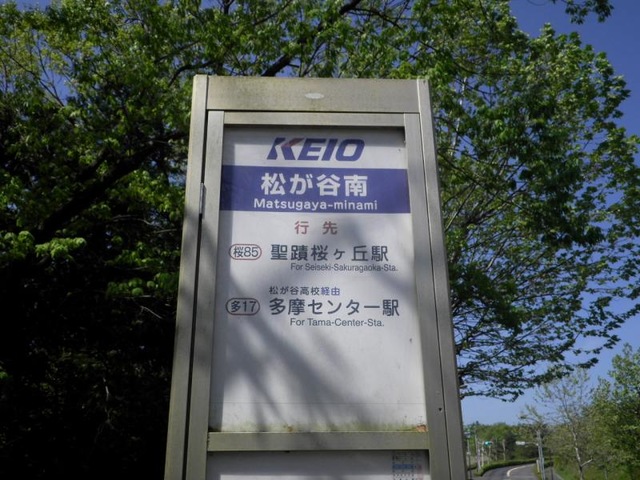 KEIO
松が谷南
Matsugaya-minami
行先
桜85 聖蹟桜ヶ丘駅
For Seiseki-Sakuragaoka-Sta.
松が谷高校経由
多17 多摩センター駅
For Tama-Center-Sta.